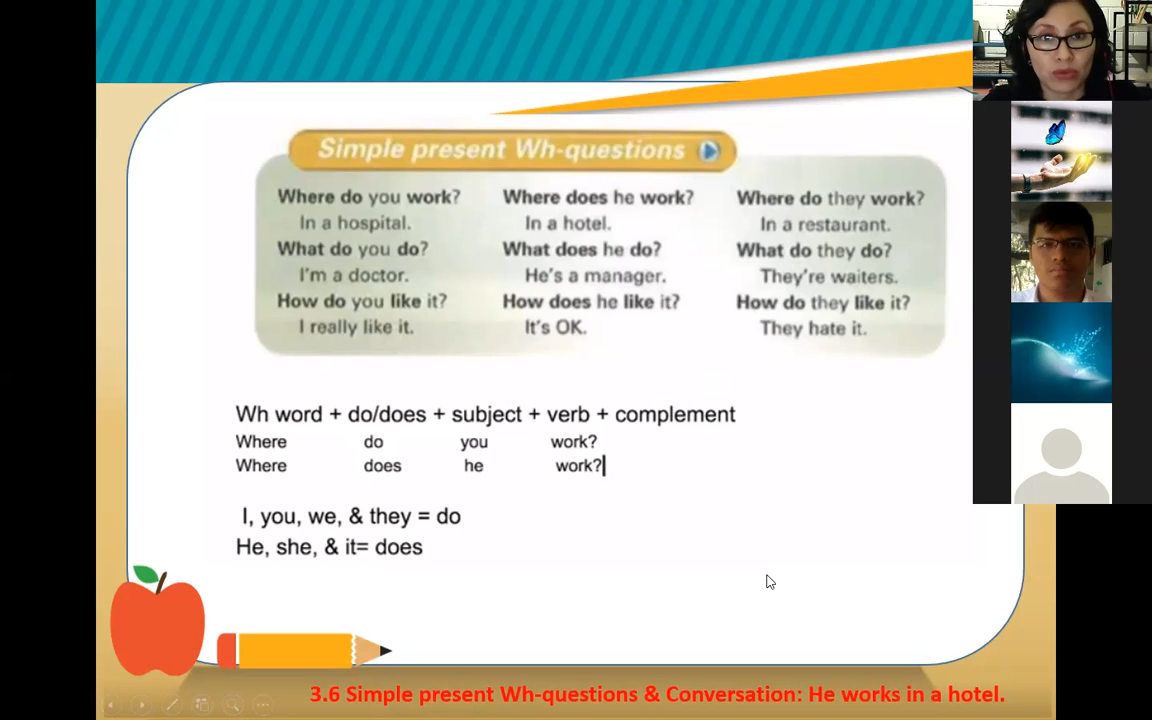 Simple present Wh-questions
Where do you work? Where does he work? Where do they work?
In a hospital. In a hotel. In a restaurant.
What do you do? What does he do? What do they do?
I'm a doctor. He's a manager. They're waiters.
How do you like it? How does he like it? How do they like it?
I really like it. It's OK. They hate it.
Wh word + do/does + subject + verb + complement
Where do you work?
Where does he work?
I, you, we, & they = do
He, she, & it= does
3.6 Simple present Wh-questions & Conversation: He works in a hotel.